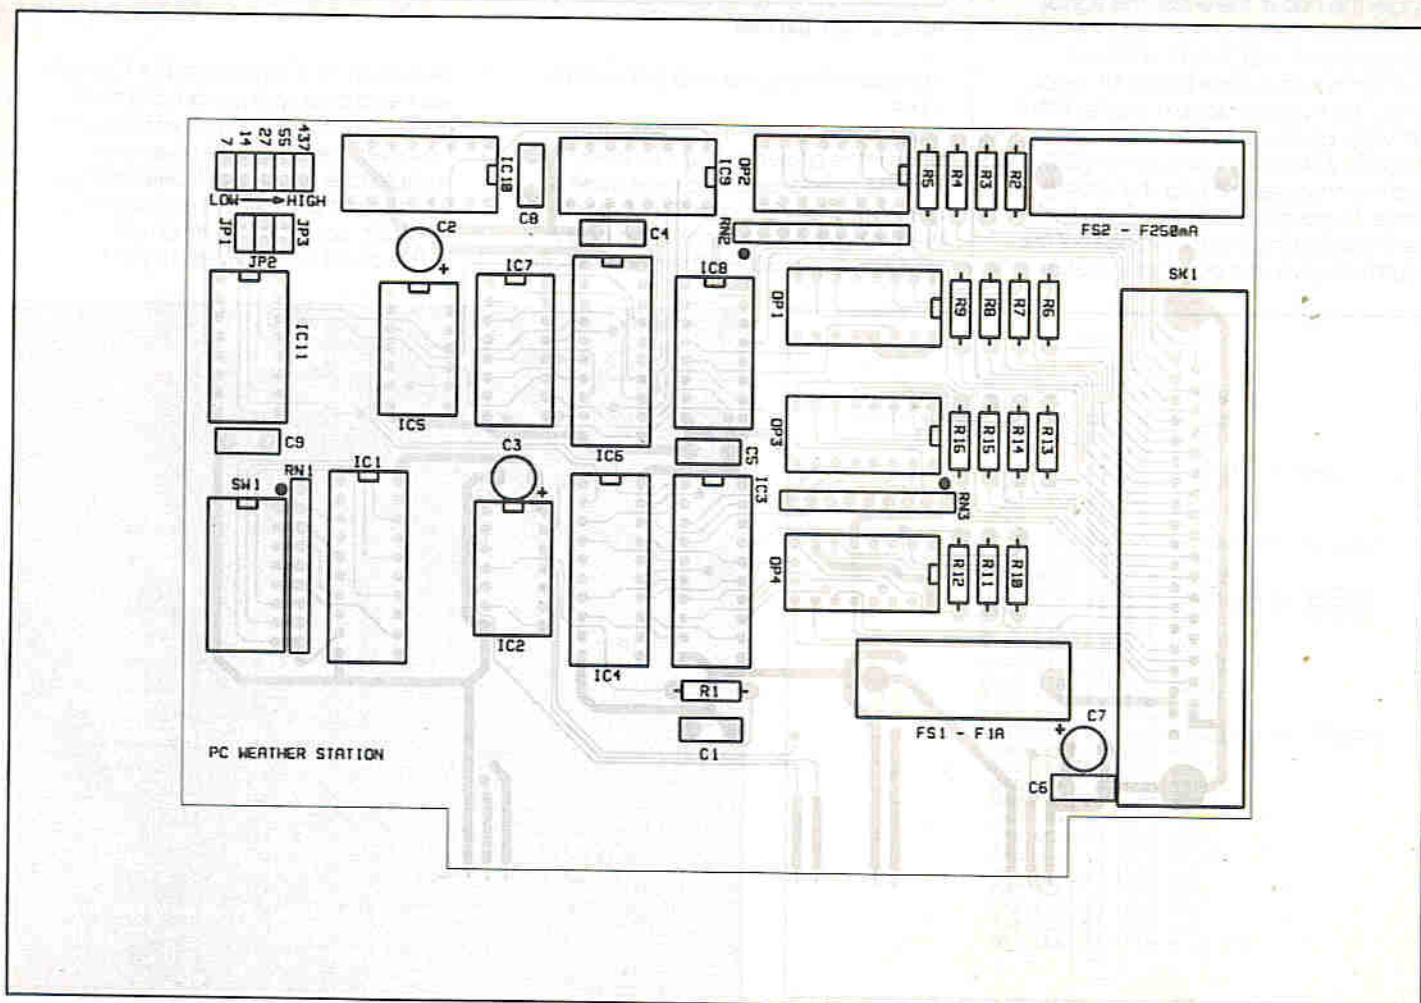 7
14
27
55
437
LOW HIGH
JP1
JP3
JP2
IC10
C8
IC9
OP2
R5
R4
R3
R2
FS2 - F250mA
C2
+
C4
RN2
SW1
IC7
IC8
IC11
OP1
R9
R8
R7
R6
IC5
C9
C3
+
IC6
C5
OP3
R16
R15
R14
R13
SW1
RN1
IC1
IC3
RN3
OP4
R12
R11
R10
IC2
IC4
R1
C1
FS1 - F1A
C7
+
C6
PC WEATHER STATION